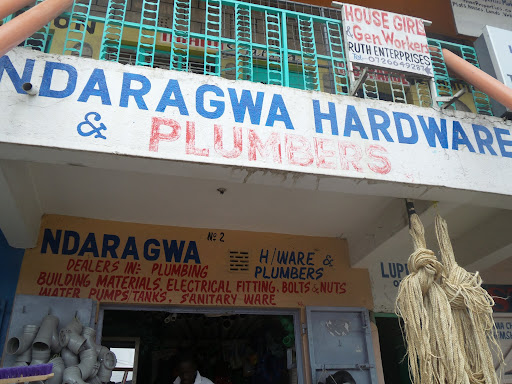 HOUSE GIRL
& Gen Workers
RUTH ENTERPRISES
NDARAGWA HARDWARE
& PLUMBERS
NDARAGWA Nº 2 H/WARE & PLUMBERS
DEALERS IN: PLUMBING
BUILDING MATERIALS, ELECTRICAL FITTING, BOLTS & NUTS
WATER PUMPS, TANKS, SANITARY WARE